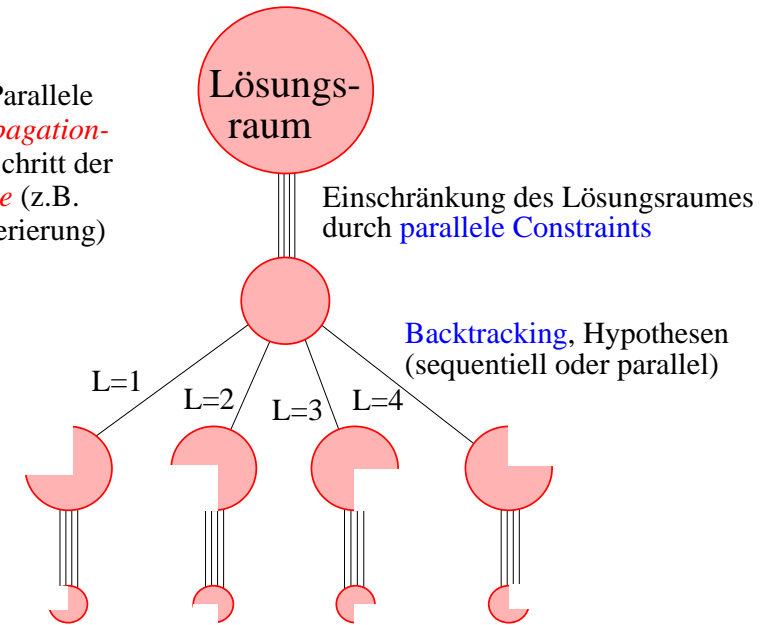 Lösungs-
raum
Parallele
pagation-
chritt der
e (z.B.
erierung)
Einschränkung des Lösungsraumes
durch parallele Constraints
Backtracking, Hypothesen
(sequentiell oder parallel)
L=1
L=2
L=3
L=4